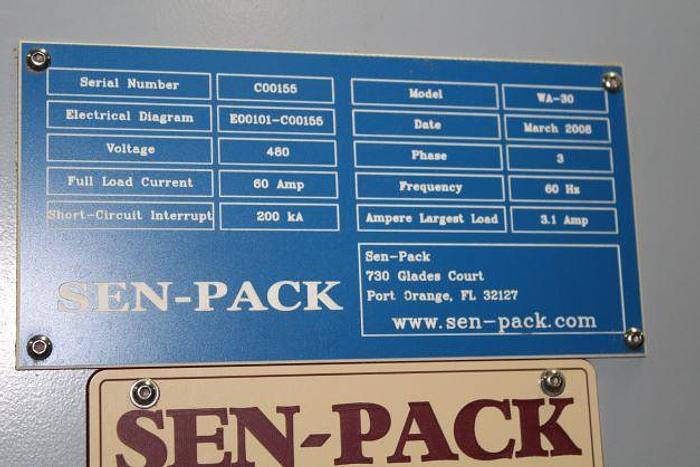 Serial Number C00155
Electrical Diagram E00101-C00155
Voltage 480
Full Load Current 60 Amp
Short-Circuit Interrupt 200 kA
Model WA-30
Date March 2008
Phase 3
Frequency 60 Hz
Ampere Largest Load 3.1 Amp
SEN-PACK
Sen-Pack
730 Glades Court
Port Orange, FL 32127
www.sen-pack.com
SEN-PACK